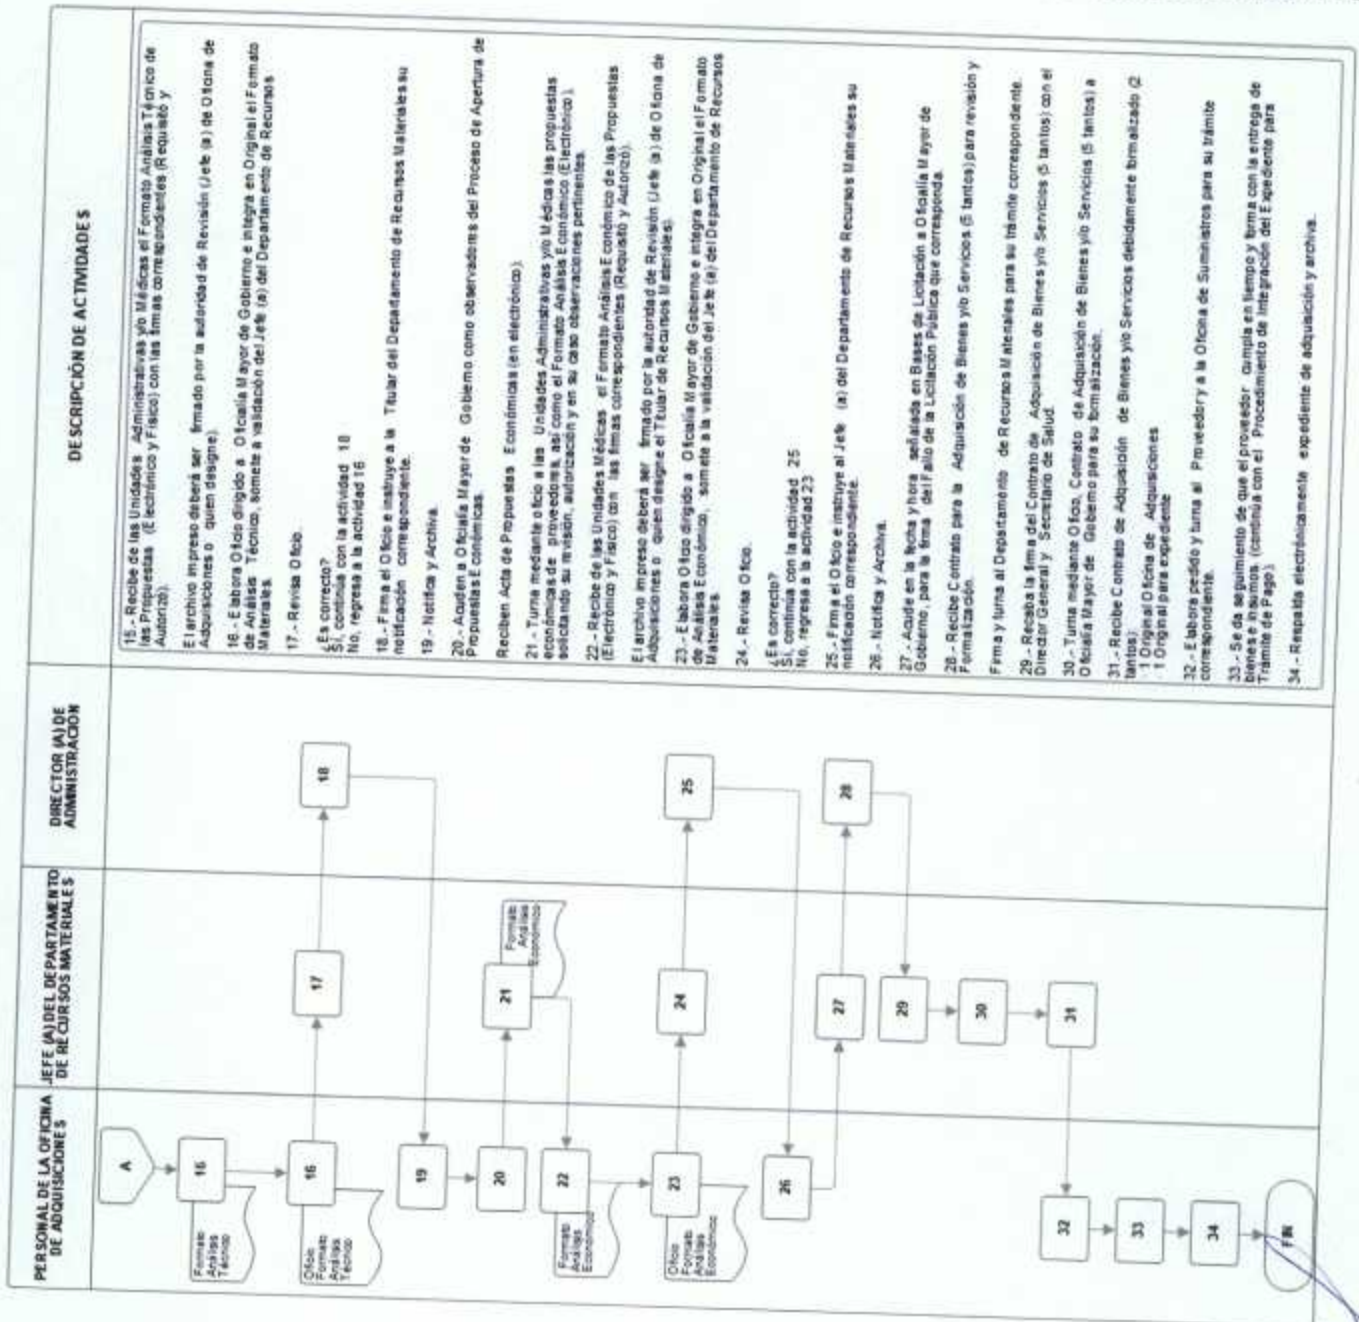 PERSONAL DE LA OFICINA
DE ADQUISICIONES
JEFE (A) DEL DEPARTAMENTO
DE RECURSOS MATERIALES
DIRECTOR (A) DE
ADMINISTRACION
DESCRIPCIÓN DE ACTIVIDADES
A
15
Formato
Análisis
Técnico
16
Oficio
Formato
Análisis
Técnico
17
18
19
20
21
Formato
Análisis
Económico
22
Formato
Análisis
Económico
23
Oficio
Formato
Análisis
Económico
24
25
26
27
28
29
30
31
32
33
34
FIN
15.- Recibe de las Unidades Administrativas y/o Médicas el Formato Análisis Técnico de
las Propuestas (Electrónico y Físico) con las firmas correspondientes (Requisitó y
Autorizó).
El archivo impreso deberá ser firmado por la autoridad de Revisión (Jefe (a) de Oficina de
Adquisiciones o quien designe).
16.- Elabora Oficio dirigido a Oficialía Mayor de Gobierno e integra en Original el Formato
de Análisis Técnico, somete a validación del Jefe (a) del Departamento de Recursos
Materiales.
17.- Revisa Oficio.
¿Es correcto?
Sí, continua con la actividad 18
No, regresa a la actividad 16
18.- Firma el Oficio e instruye a la Titular del Departamento de Recursos Materiales su
notificación correspondiente.
19.- Notifica y Archiva.
20.- Acuden a Oficialía Mayor de Gobierno como observadores del Proceso de Apertura de
Propuestas Económicas.
Reciben Acta de Propuestas Económicas (en electrónico).
21.- Turna mediante oficio a las Unidades Administrativas y/o Médicas las propuestas
económicas de proveedores, así como el Formato Análisis Económico (Electrónico),
solicitando su revisión, autorización y en su caso observaciones pertinentes.
22.- Recibe de las Unidades Médicas el Formato Análisis Económico de las Propuestas
(Electrónico y Físico) con las firmas correspondientes (Requisitó y Autorizó).
El archivo impreso deberá ser firmado por la autoridad de Revisión (Jefe (a) de Oficina de
Adquisiciones o quien designe el Titular de Recursos Materiales).
23.- Elabora Oficio dirigido a Oficialía Mayor de Gobierno e integra en Original el Formato
de Análisis Económico, somete a la validación del Jefe (a) del Departamento de Recursos
Materiales.
24.- Revisa Oficio.
¿Es correcto?
Sí, continua con la actividad 25
No, regresa a la actividad 23
25.- Firma el Oficio e instruye al Jefe (a) del Departamento de Recursos Materiales su
notificación correspondiente.
26.- Notifica y Archiva.
27.- Acude en la fecha y hora señalada en Bases de Licitación a Oficialía Mayor de
Gobierno, para la firma del Fallo de la Licitación Pública que corresponda.
28.- Recibe Contrato para la Adquisición de Bienes y/o Servicios (5 tantos) para revisión y
Formalización.
Firma y turna al Departamento de Recursos Materiales para su trámite correspondiente.
29.- Recaba la firma del Contrato de Adquisición de Bienes y/o Servicios (5 tantos) con el
Director General y Secretario de Salud.
30.- Turna mediante Oficio, Contrato de Adquisición de Bienes y/o Servicios (5 tantos) a
Oficialía Mayor de Gobierno para su formalización.
31.- Recibe Contrato de Adquisición de Bienes y/o Servicios debidamente formalizado (2
tantos):
- 1 Original Oficina de Adquisiciones
- 1 Original para expediente
32.- Elabora pedido y turna al Proveedor y a la Oficina de Suministros para su trámite
correspondiente.
33.- Se da seguimiento de que el proveedor cumpla en tiempo y forma con la entrega de
bienes e insumos. (continúa con el Procedimiento de Integración del Expediente para
Trámite de Pago).
34.- Respalda electrónicamente expediente de adquisición y archiva.